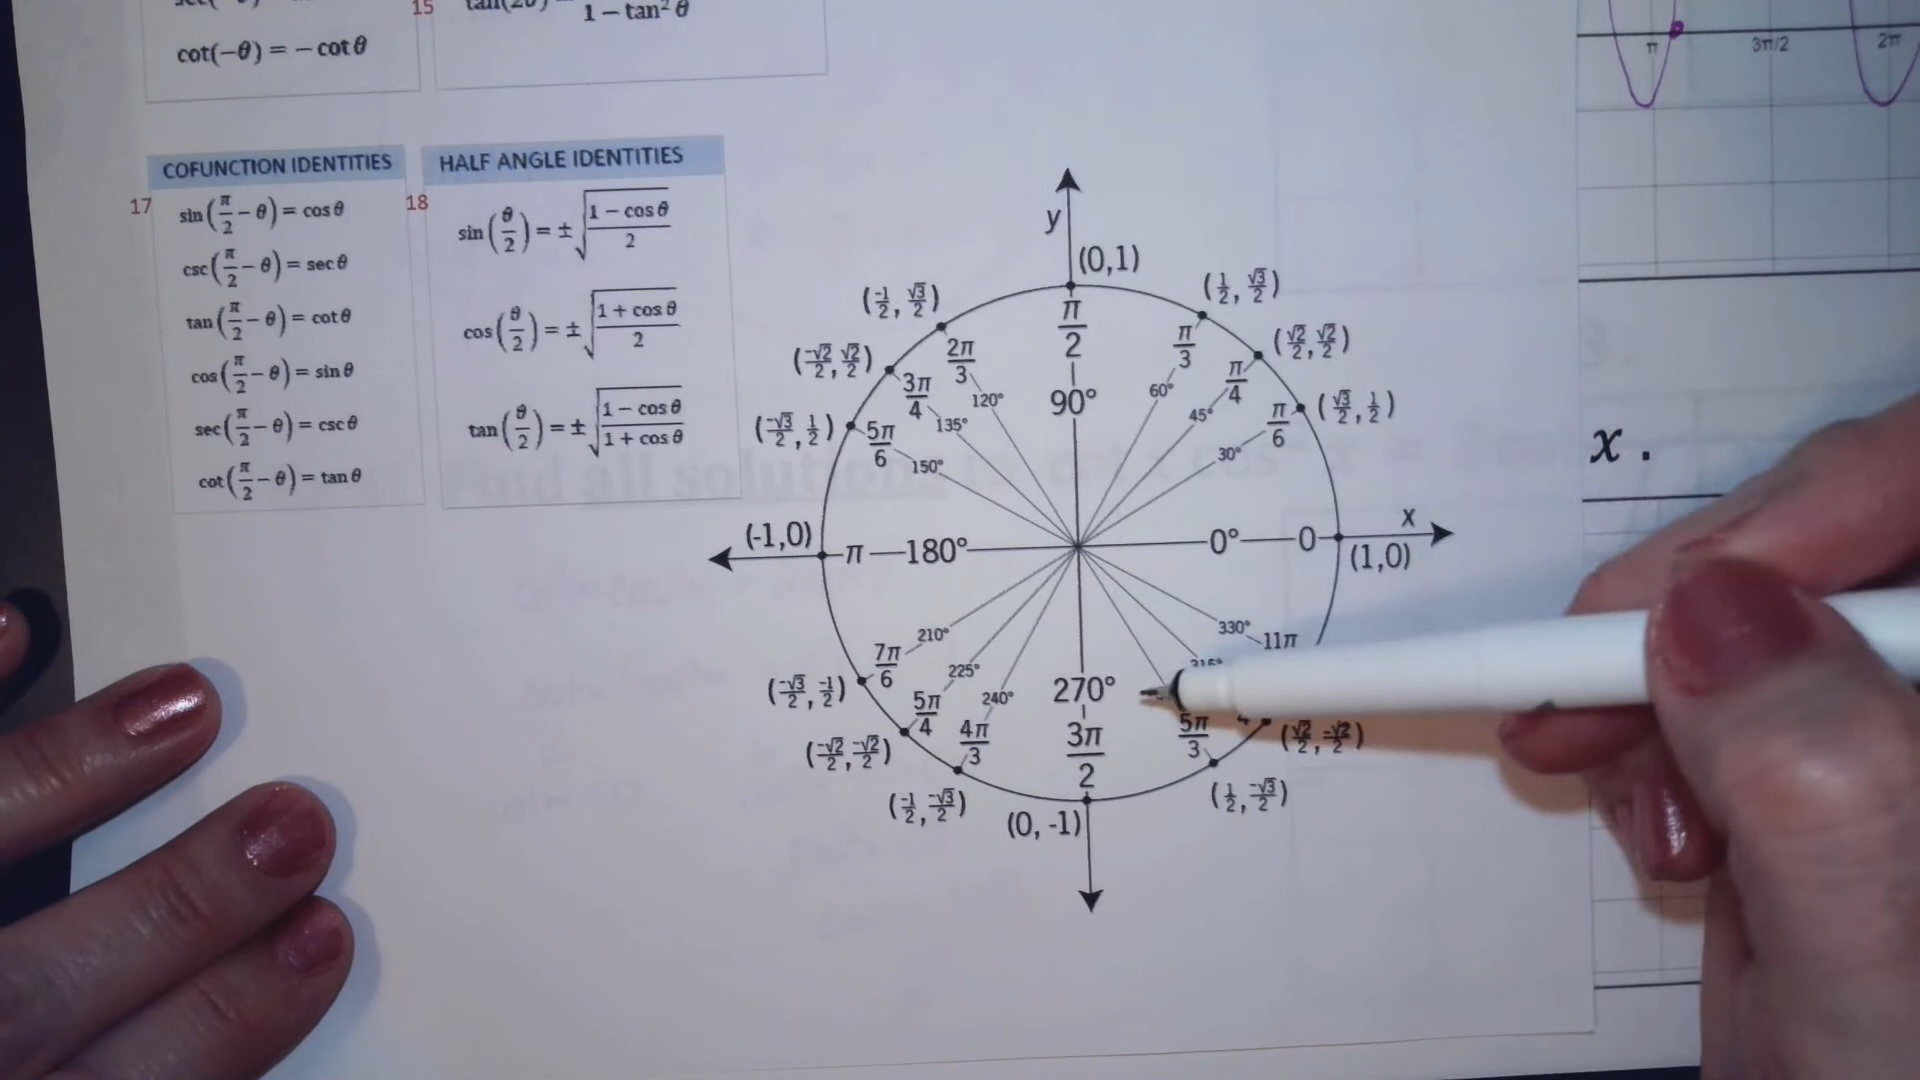 cot(−θ) = − cot θ
15
1 − tan² θ
COFUNCTION IDENTITIES
17
sin(π/2 − θ) = cos θ
csc(π/2 − θ) = sec θ
tan(π/2 − θ) = cot θ
cos(π/2 − θ) = sin θ
sec(π/2 − θ) = csc θ
cot(π/2 − θ) = tan θ
HALF ANGLE IDENTITIES
18
sin(θ/2) = ± √((1 − cos θ)/2)
cos(θ/2) = ± √((1 + cos θ)/2)
tan(θ/2) = ± √((1 − cos θ)/(1 + cos θ))
y
(0,1)
π/2
90°
(1/2, √3/2)
π/3
60°
(√2/2, √2/2)
π/4
45°
(√3/2, 1/2)
π/6
30°
x
0° 0
(1,0)
(-1/2, √3/2)
2π/3
120°
(-√2/2, √2/2)
3π/4
135°
(-√3/2, 1/2)
5π/6
150°
(-1,0)
π 180°
210°
7π/6
(-√3/2, -1/2)
225°
5π/4
(-√2/2, -√2/2)
240°
4π/3
(-1/2, -√3/2)
270°
3π/2
(0, -1)
5π/3
(1/2, -√3/2)
(√2/2, -√2/2)
330°
11π
π
3π/2
2π
x .